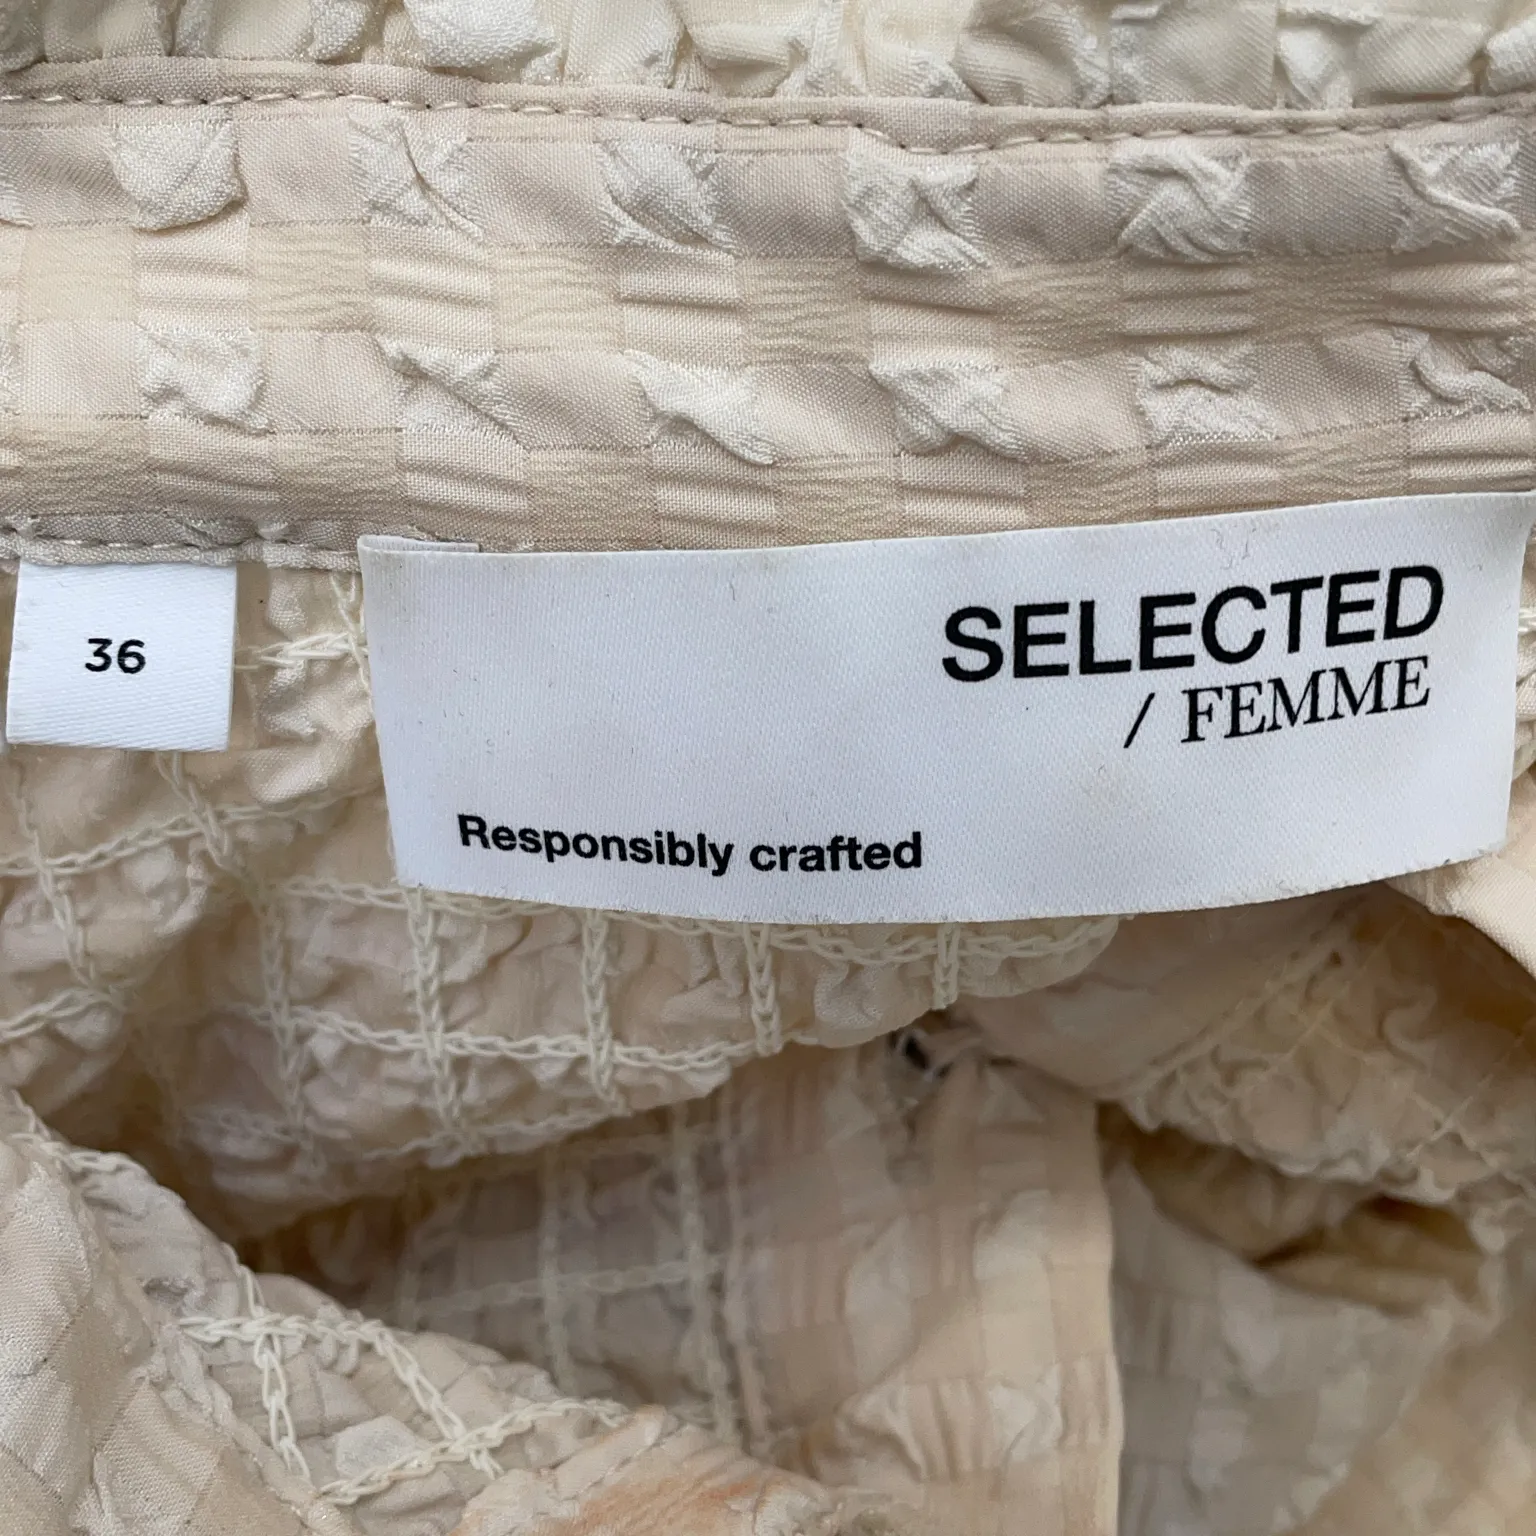 36
SELECTED
/ FEMME
Responsibly crafted